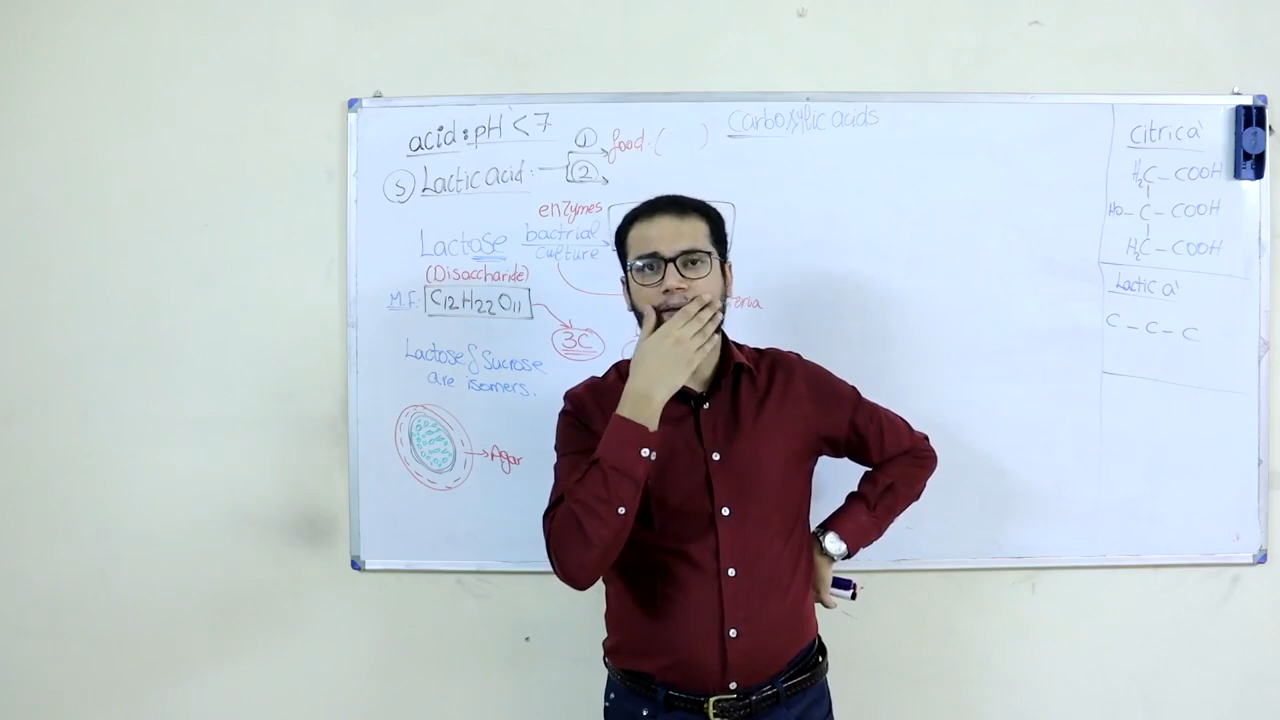 acid: pH < 7
S Lactic acid:
① food. ( )
②
enzymes
Lactose bactrial
culture
(Disaccharide)
M.F. C12H22O11
3C
Lactose & Sucrose
are isomers.
Agar
Carboxylic acids
Citric a
H2C – COOH
HO – C – COOH
H2C – COOH
Lactic a
C – C – C